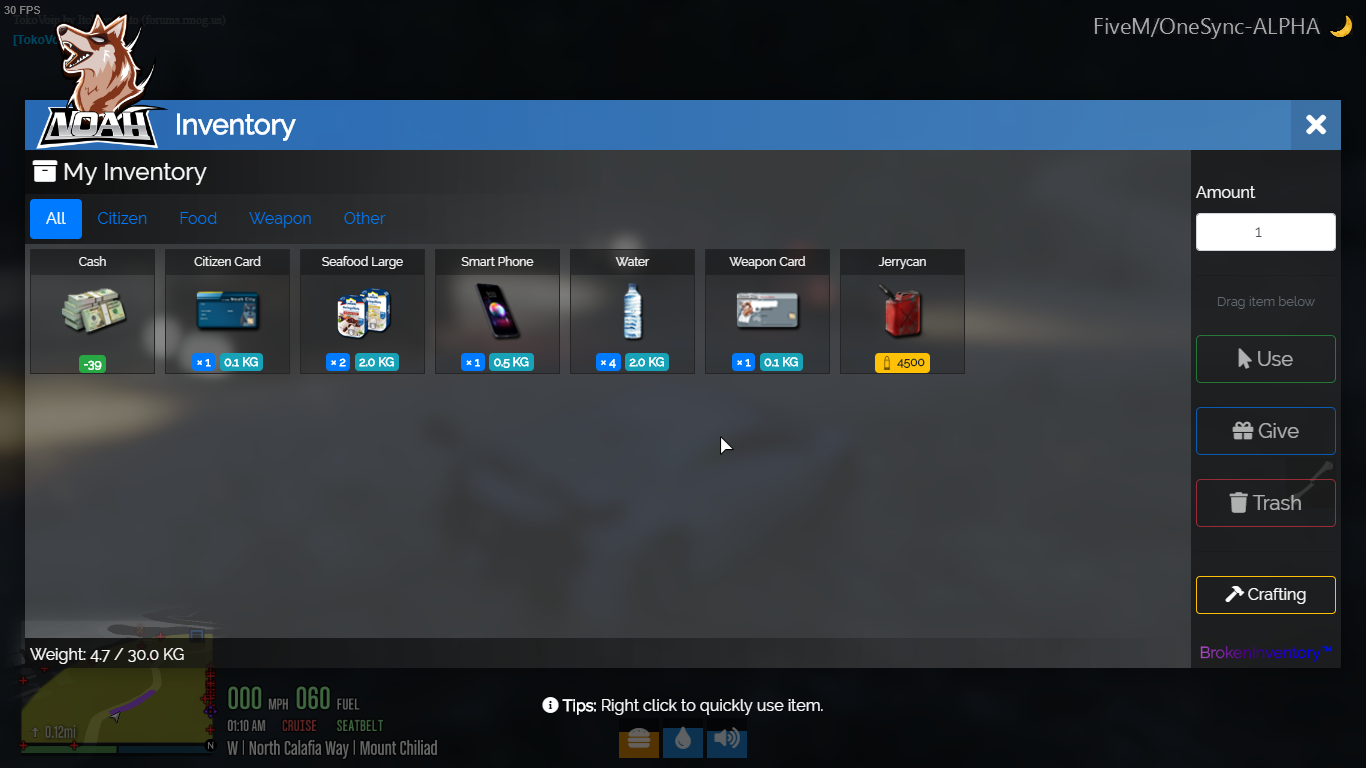 30 FPS
FiveM/OneSync-ALPHA
NOAH
Inventory
My Inventory
All
Citizen
Food
Weapon
Other
Cash
-39
Citizen Card
× 1
0.1 KG
Seafood Large
× 2
2.0 KG
Smart Phone
× 1
0.5 KG
Water
× 4
2.0 KG
Weapon Card
× 1
0.1 KG
Jerrycan
4500
Amount
1
Drag item below
Use
Give
Trash
Crafting
BrokenInventory™
Weight: 4.7 / 30.0 KG
↑ 0.12mi
N
000 MPH 060 FUEL
01:10 AM CRUISE SEATBELT
W | North Calafia Way | Mount Chiliad
Tips: Right click to quickly use item.